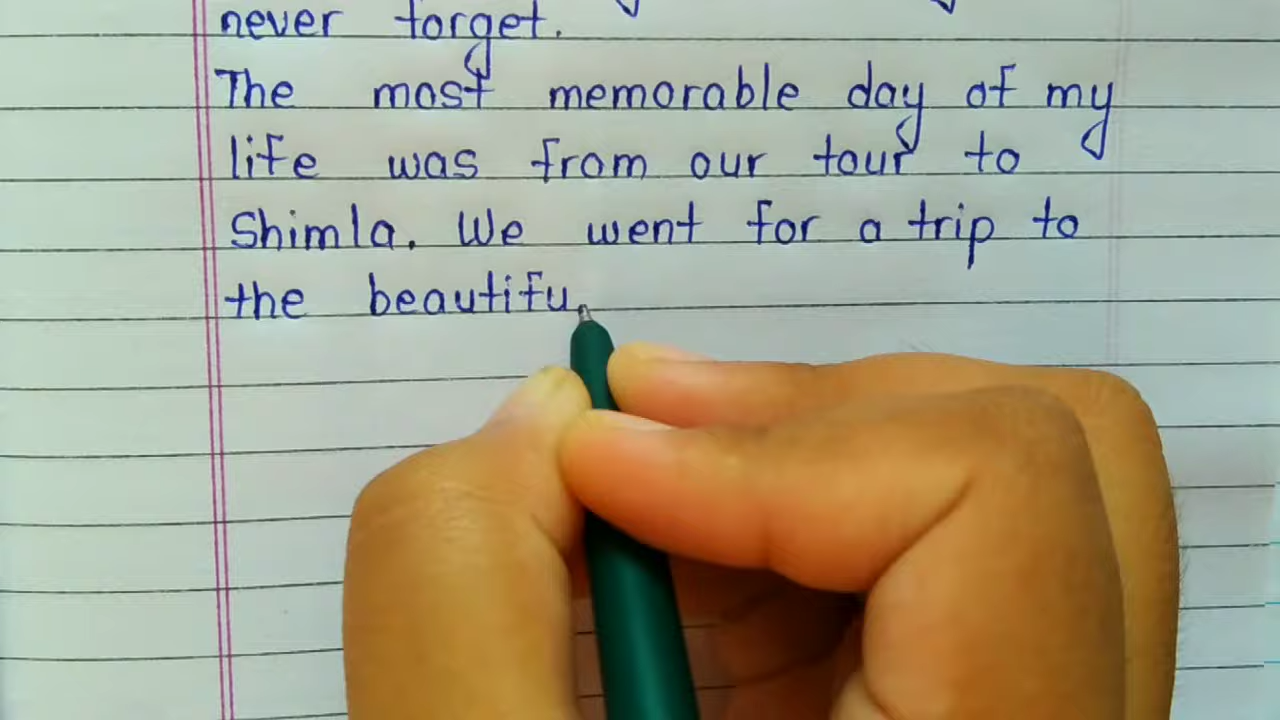 never forget.
The most memorable day of my
life was from our tour to
Shimla. We went for a trip to
the beautifu